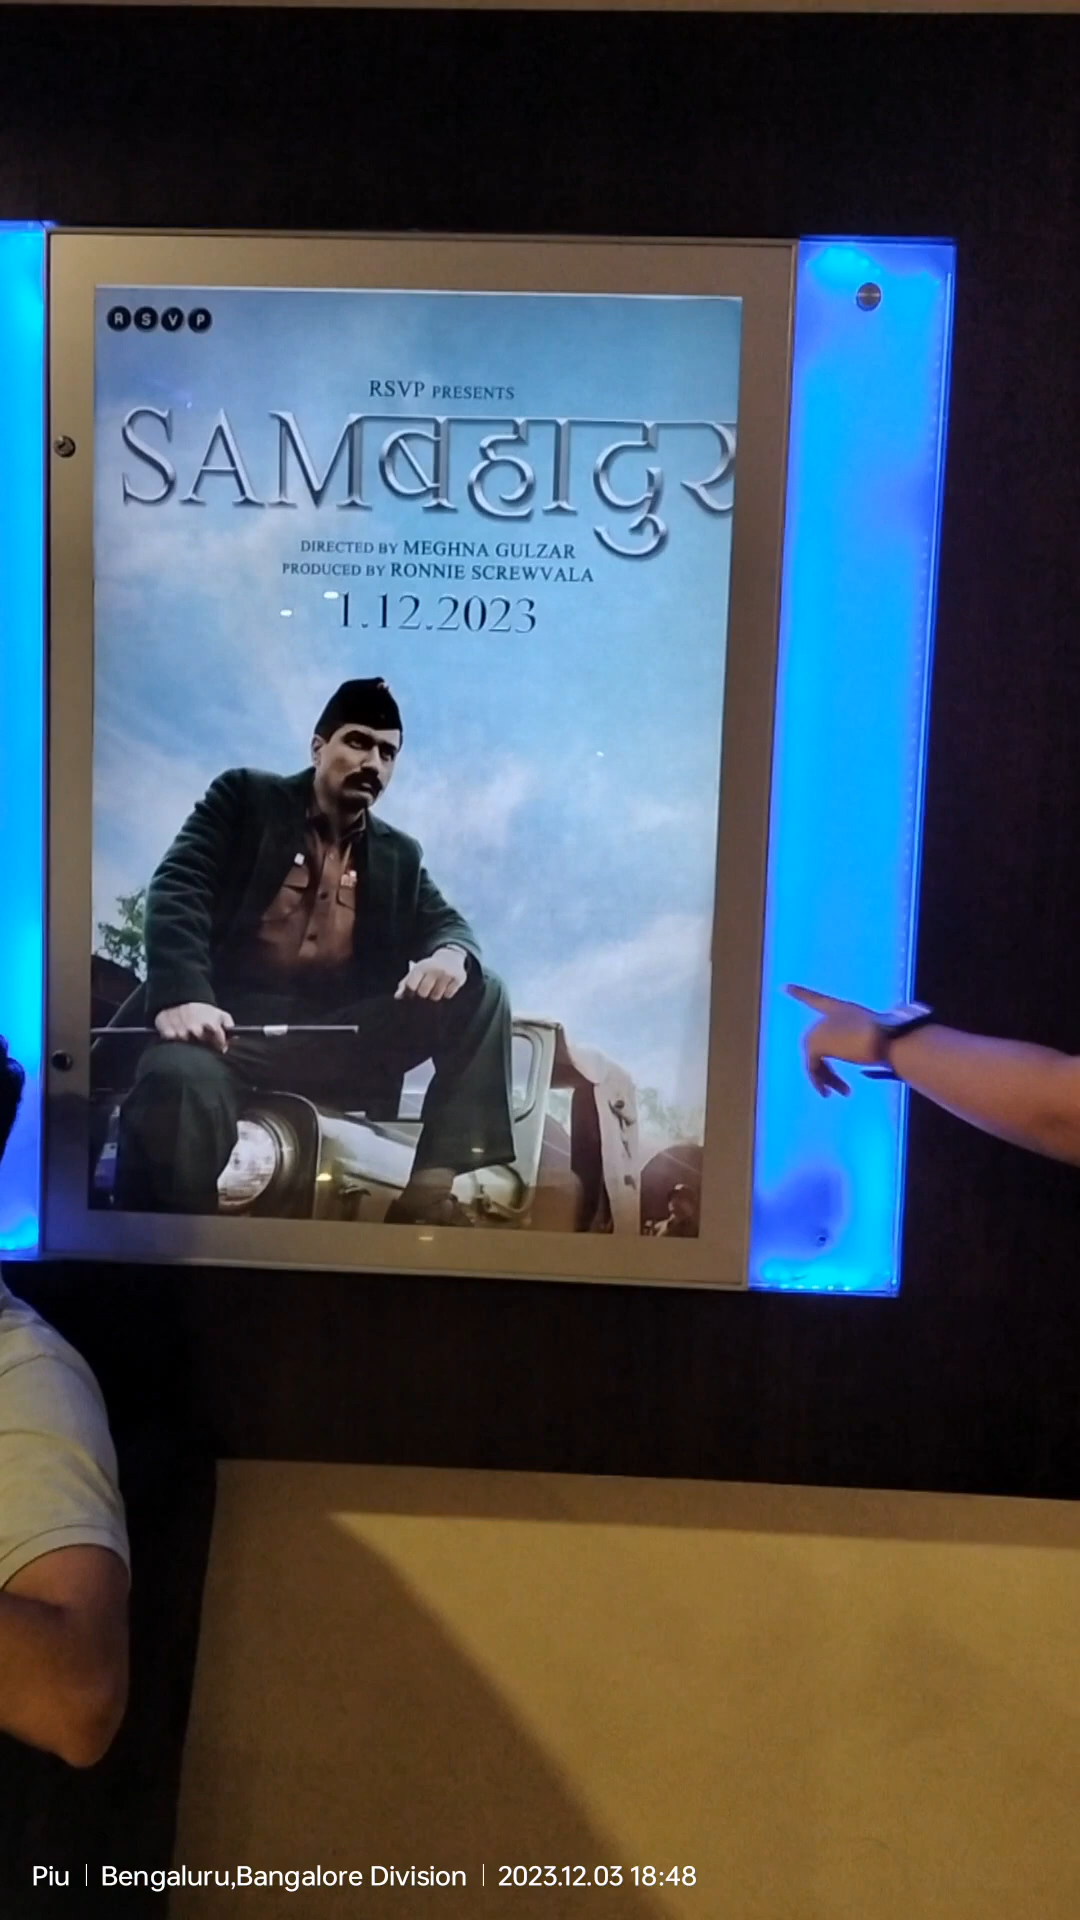 RSVP
RSVP PRESENTS
SAMबहादुर
DIRECTED BY MEGHNA GULZAR
PRODUCED BY RONNIE SCREWVALA
1.12.2023
Piu | Bengaluru,Bangalore Division | 2023.12.03 18:48